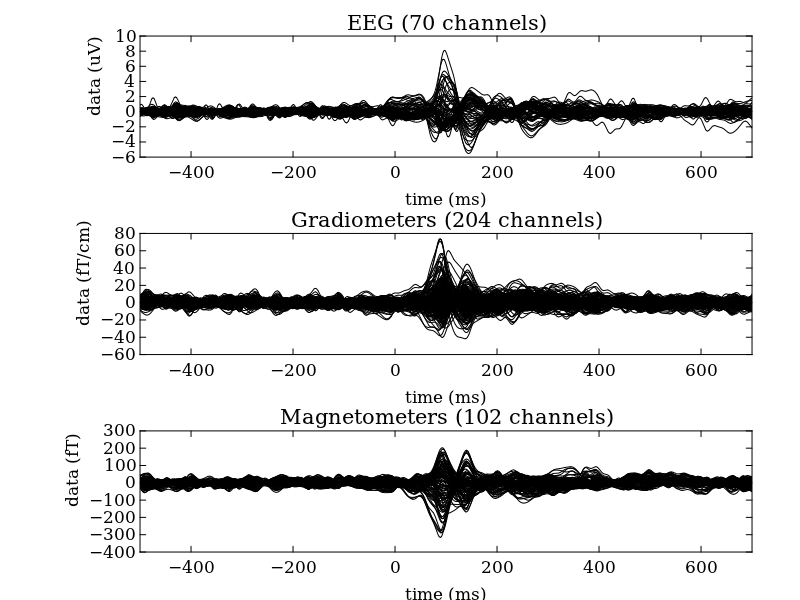 EEG (70 channels)
data (uV)
10
8
6
4
2
0
−2
−4
−6
−400 −200 0 200 400 600
time (ms)
Gradiometers (204 channels)
data (fT/cm)
80
60
40
20
0
−20
−40
−60
−400 −200 0 200 400 600
time (ms)
Magnetometers (102 channels)
data (fT)
300
200
100
0
−100
−200
−300
−400
−400 −200 0 200 400 600
time (ms)